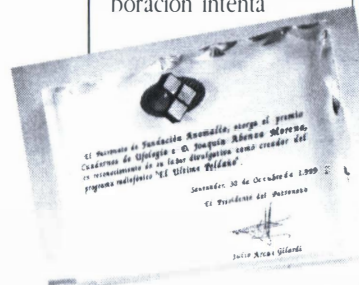 boración intenta
El Patronato de Fundación Anomalía, otorga el premio
Cuadernos de Ufología a D. Joaquín Abenza Moreno,
en reconocimiento de su labor divulgativa como creador del
programa radiofónico "El Ultimo Peldaño".
Santander, 30 de Octubre de 1.999
El Presidente del Patronato
Julio Arcas Gilardi